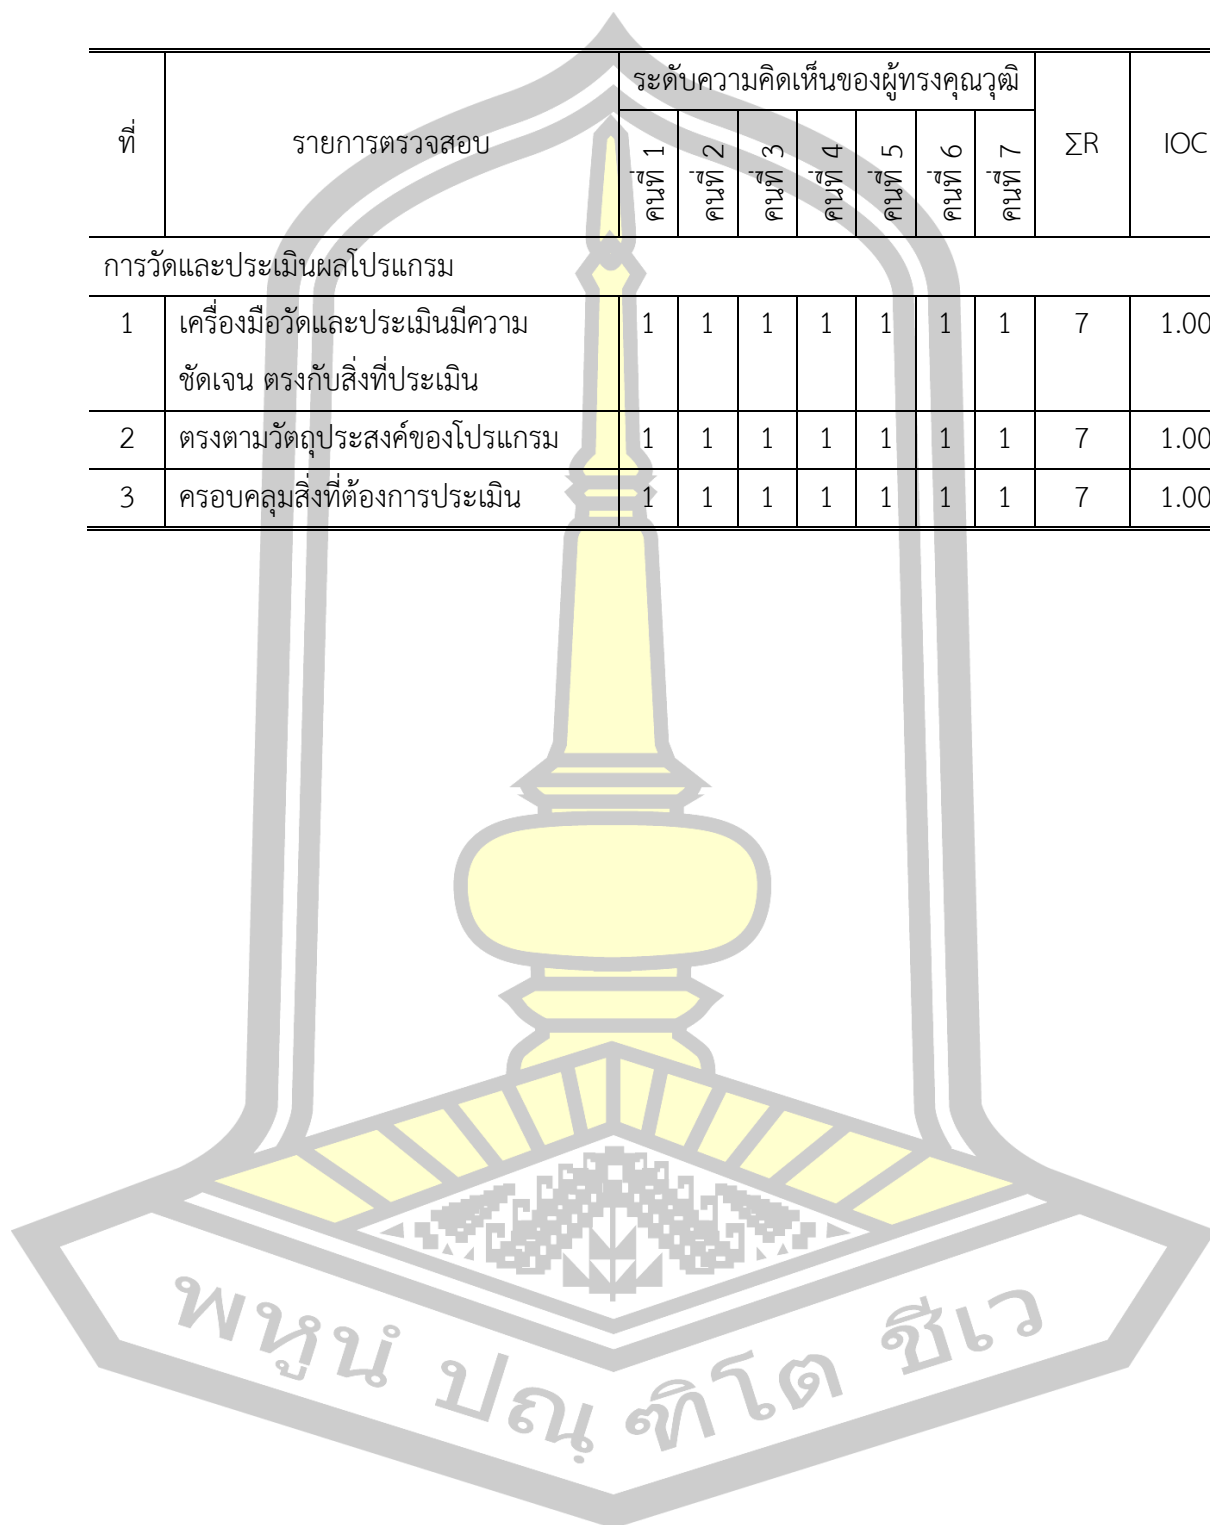 ที่ รายการตรวจสอบ ระดับความคิดเห็นของผู้ทรงคุณวุฒิ ΣR IOC
คนที่ 1 คนที่ 2 คนที่ 3 คนที่ 4 คนที่ 5 คนที่ 6 คนที่ 7
การวัดและประเมินผลโปรแกรม
1 เครื่องมือวัดและประเมินมีความ 1 1 1 1 1 1 1 7 1.00
ชัดเจน ตรงกับสิ่งที่ประเมิน
2 ตรงตามวัตถุประสงค์ของโปรแกรม 1 1 1 1 1 1 1 7 1.00
3 ครอบคลุมสิ่งที่ต้องการประเมิน 1 1 1 1 1 1 1 7 1.00
พหูนํ ปณฺฑิโต ชีเว